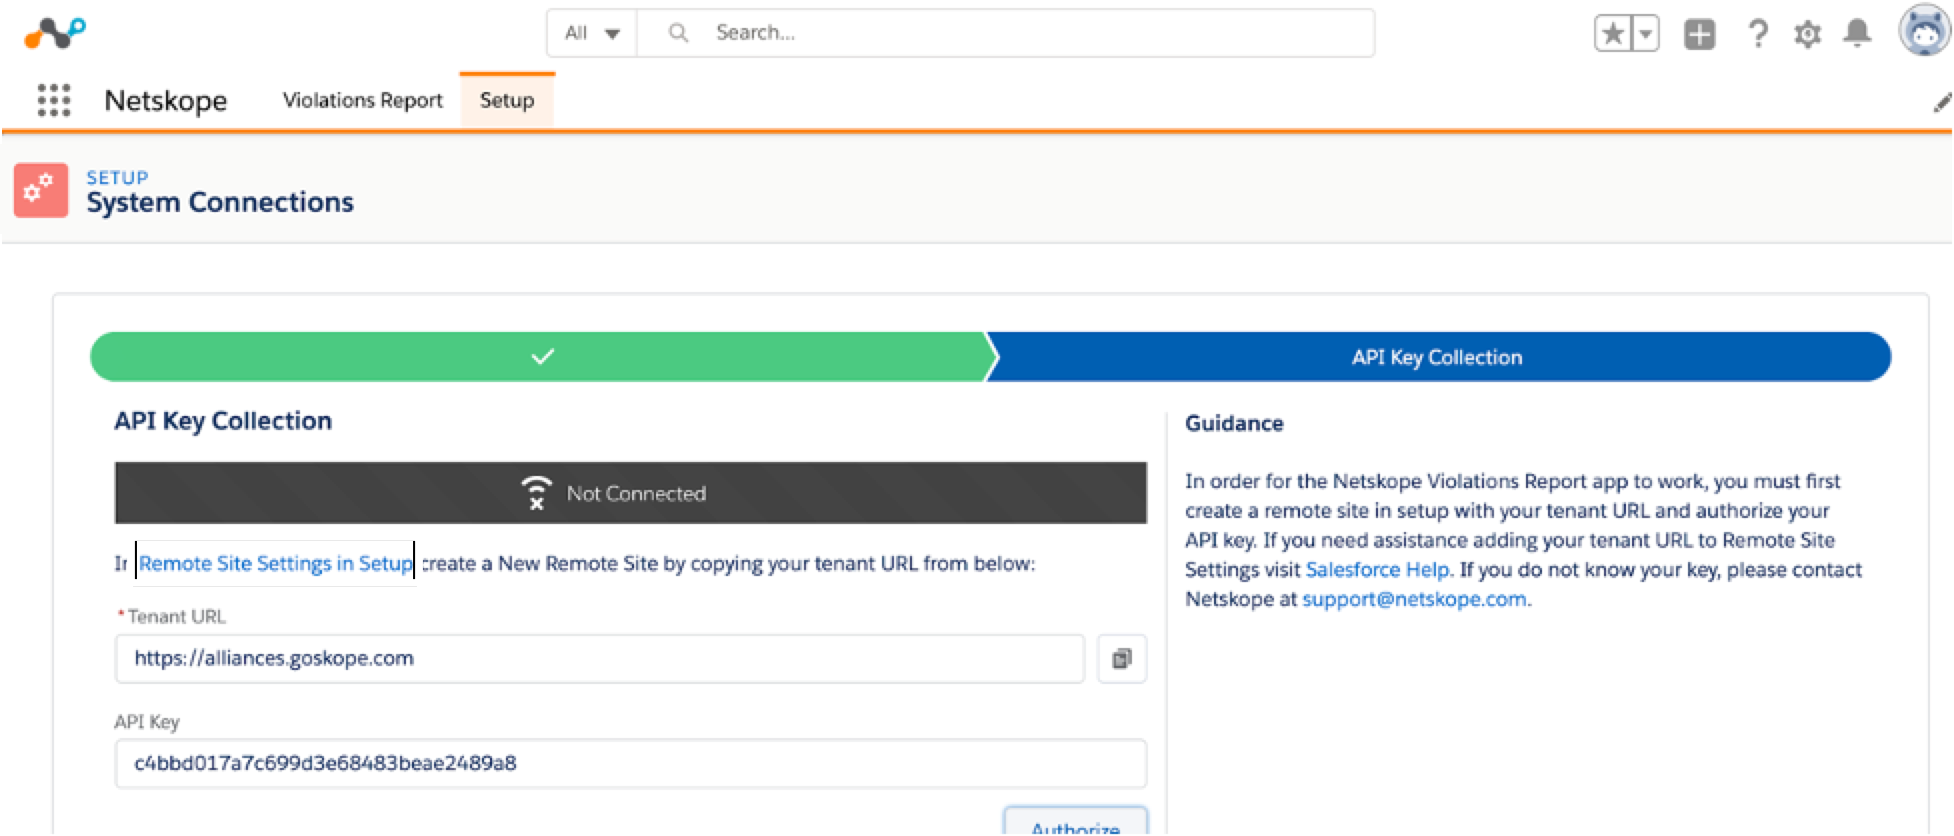 All
Search...
Netskope
Violations Report
Setup
SETUP
System Connections
API Key Collection
API Key Collection
Not Connected
Remote Site Settings in Setup create a New Remote Site by copying your tenant URL from below:
* Tenant URL
https://alliances.goskope.com
API Key
c4bbd017a7c699d3e68483beae2489a8
Authorize
Guidance
In order for the Netskope Violations Report app to work, you must first
create a remote site in setup with your tenant URL and authorize your
API key. If you need assistance adding your tenant URL to Remote Site
Settings visit Salesforce Help. If you do not know your key, please contact
Netskope at support@netskope.com.